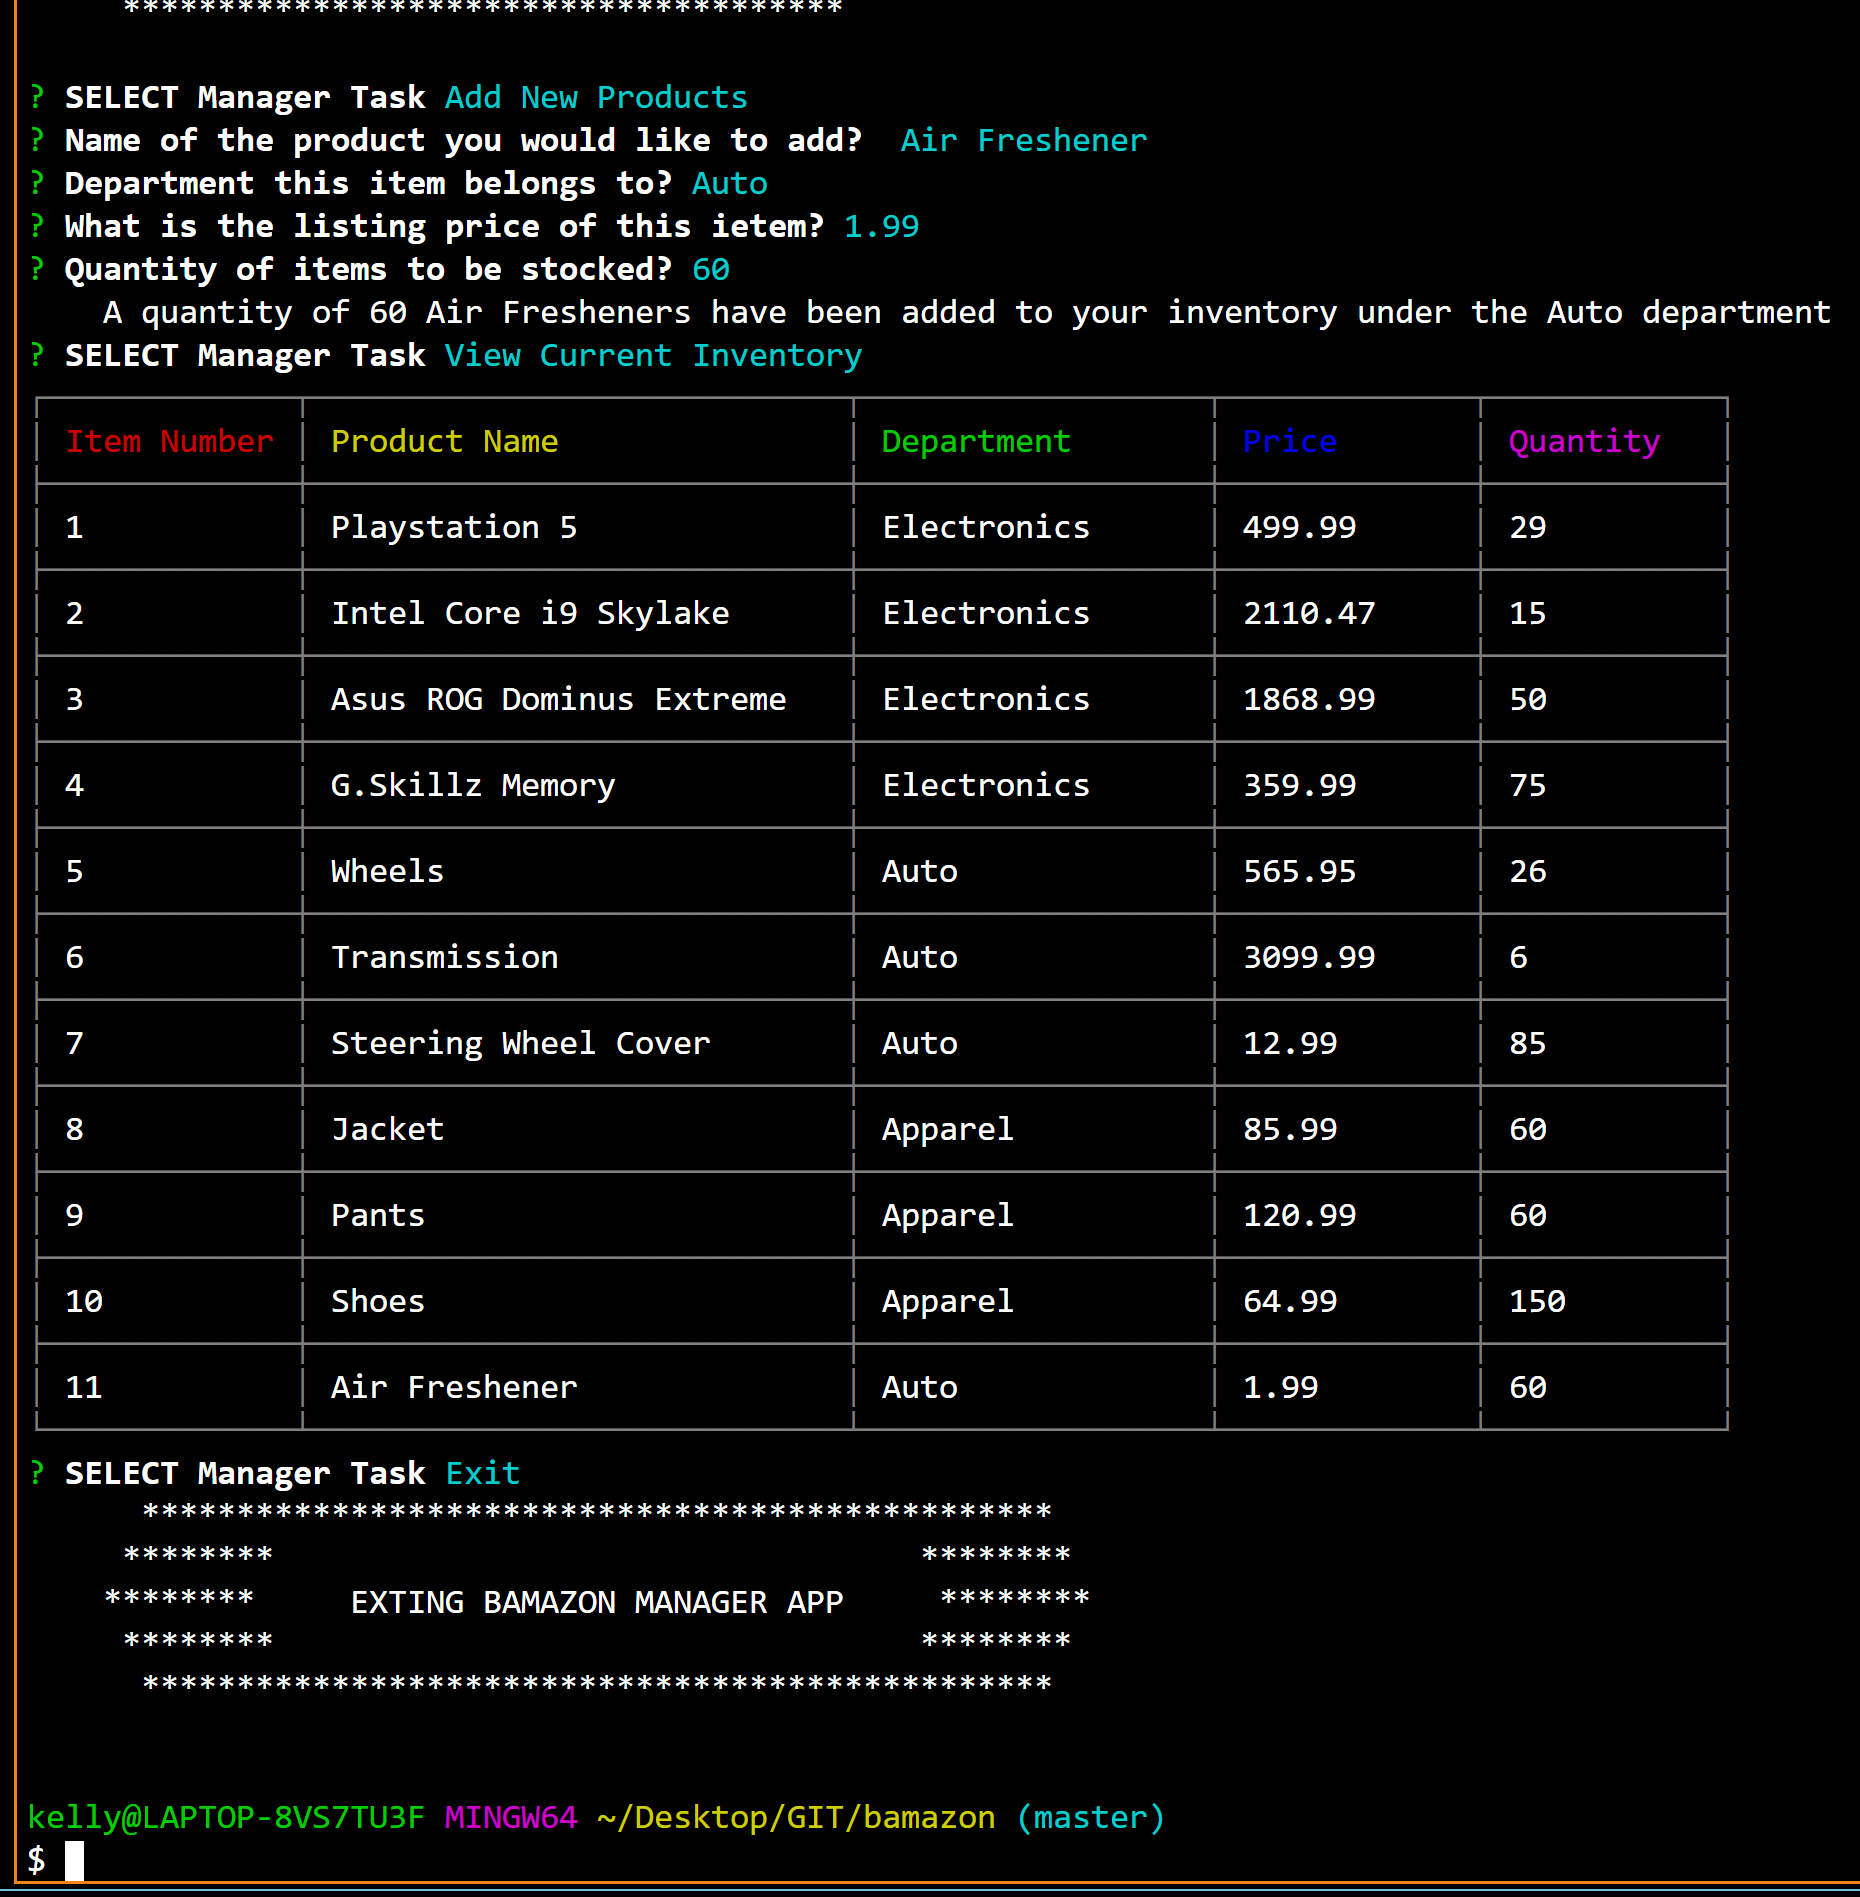 **************************************
? SELECT Manager Task Add New Products
? Name of the product you would like to add?  Air Freshener
? Department this item belongs to? Auto
? What is the listing price of this ietem? 1.99
? Quantity of items to be stocked? 60
A quantity of 60 Air Fresheners have been added to your inventory under the Auto department
? SELECT Manager Task View Current Inventory
Item Number Product Name Department Price Quantity
1 Playstation 5 Electronics 499.99 29
2 Intel Core i9 Skylake Electronics 2110.47 15
3 Asus ROG Dominus Extreme Electronics 1868.99 50
4 G.Skillz Memory Electronics 359.99 75
5 Wheels Auto 565.95 26
6 Transmission Auto 3099.99 6
7 Steering Wheel Cover Auto 12.99 85
8 Jacket Apparel 85.99 60
9 Pants Apparel 120.99 60
10 Shoes Apparel 64.99 150
11 Air Freshener Auto 1.99 60
? SELECT Manager Task Exit
************************************************
******** ********
******** EXTING BAMAZON MANAGER APP ********
******** ********
************************************************
kelly@LAPTOP-8VS7TU3F MINGW64 ~/Desktop/GIT/bamazon (master)
$